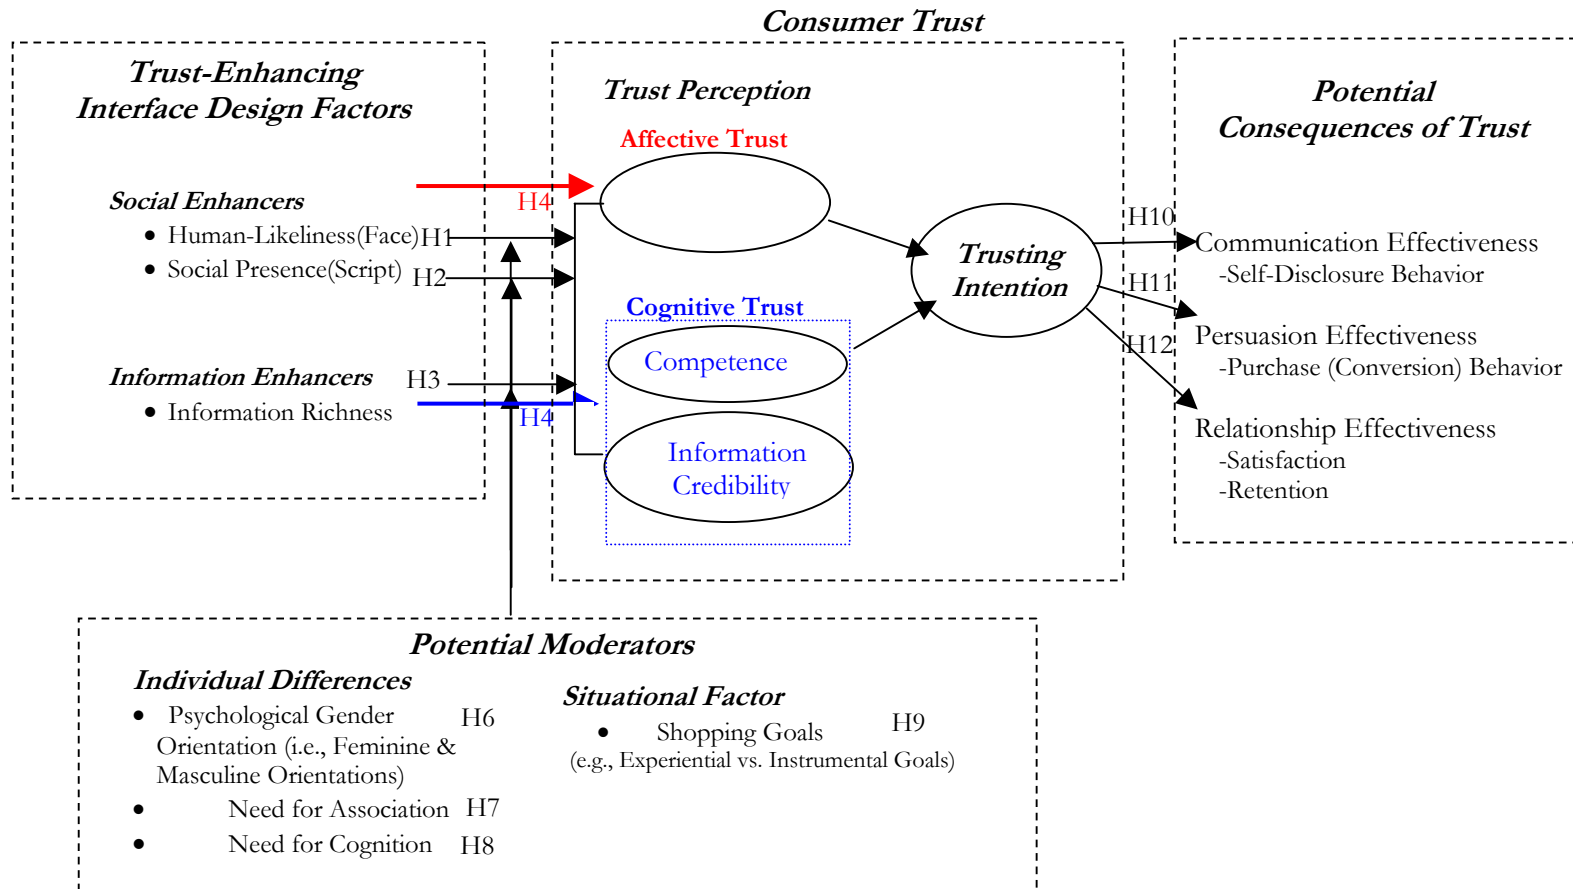 Consumer Trust
Trust-Enhancing
Interface Design Factors
Social Enhancers
• Human-Likeliness(Face) H1
• Social Presence(Script) H2
Information Enhancers
H3
• Information Richness
H4
H4
Trust Perception
Affective Trust
Cognitive Trust
Competence
Information
Credibility
Trusting
Intention
H10
H11
H12
Potential
Consequences of Trust
Communication Effectiveness
-Self-Disclosure Behavior
Persuasion Effectiveness
-Purchase (Conversion) Behavior
Relationship Effectiveness
-Satisfaction
-Retention
Potential Moderators
Individual Differences
• Psychological Gender H6
Orientation (i.e., Feminine &
Masculine Orientations)
• Need for Association H7
• Need for Cognition H8
Situational Factor
• Shopping Goals H9
(e.g., Experiential vs. Instrumental Goals)